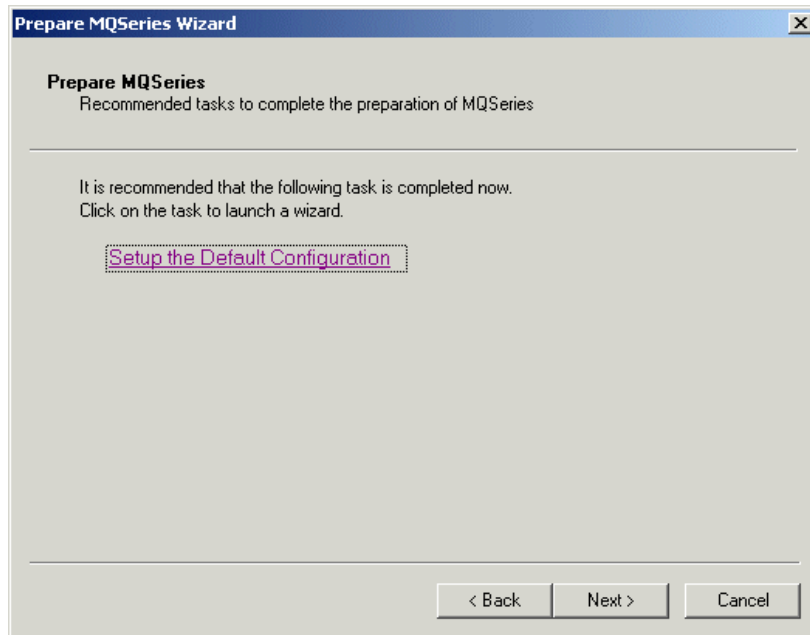 Prepare MQSeries Wizard
Prepare MQSeries
Recommended tasks to complete the preparation of MQSeries
It is recommended that the following task is completed now.
Click on the task to launch a wizard.
Setup the Default Configuration
< Back Next > Cancel